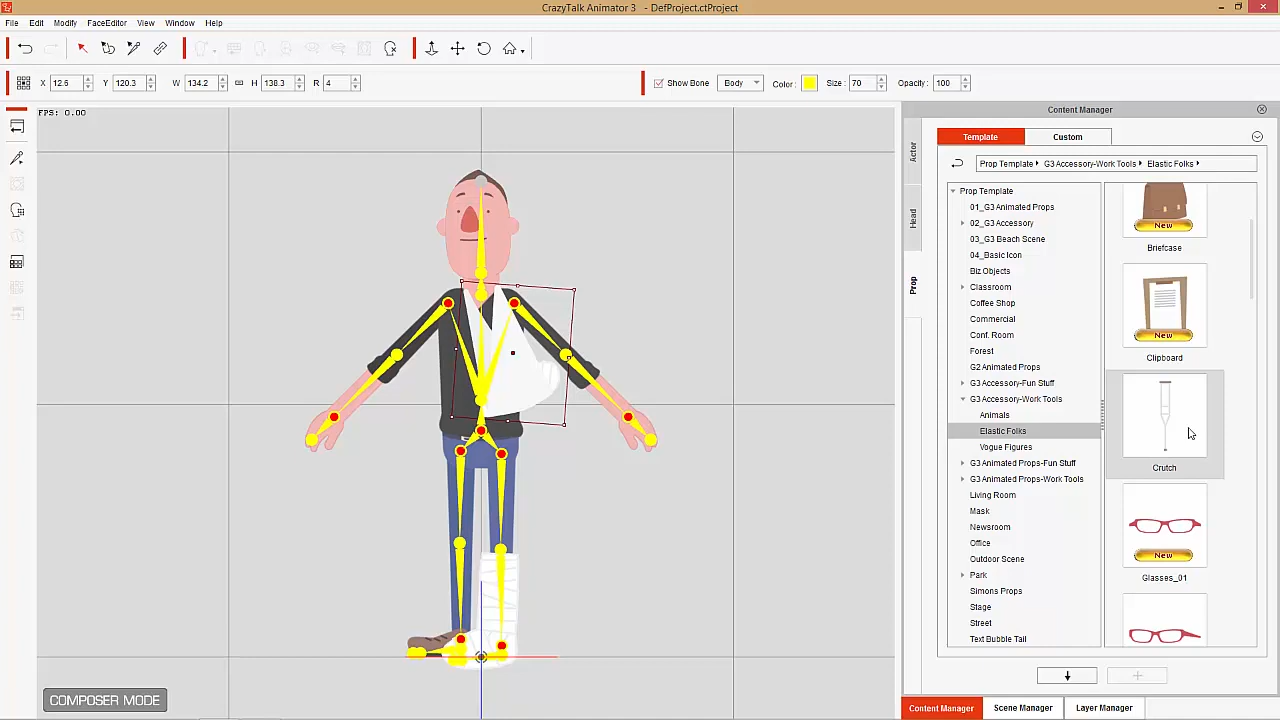 CrazyTalk Animator 3 - DefProject.ctProject
File Edit Modify FaceEditor View Window Help
X 12.6 Y 120.3 W 134.2 H 138.3 R 4 Show Bone Body Color : Size : 70 Opacity : 100
FPS: 0.00
Content Manager
Template Custom
Prop Template G3 Accessory-Work Tools Elastic Folks
Actor
Head
Prop
Prop Template
01_G3 Animated Props
02_G3 Accessory
03_G3 Beach Scene
04_Basic Icon
Biz Objects
Classroom
Coffee Shop
Commercial
Conf. Room
Forest
G2 Animated Props
G3 Accessory-Fun Stuff
G3 Accessory-Work Tools
Animals
Elastic Folks
Vogue Figures
G3 Animated Props-Fun Stuff
G3 Animated Props-Work Tools
Living Room
Mask
Newsroom
Office
Outdoor Scene
Park
Simons Props
Stage
Street
Text Bubble Tail
New
Briefcase
New
Clipboard
Crutch
New
Glasses_01
COMPOSER MODE
Content Manager Scene Manager Layer Manager